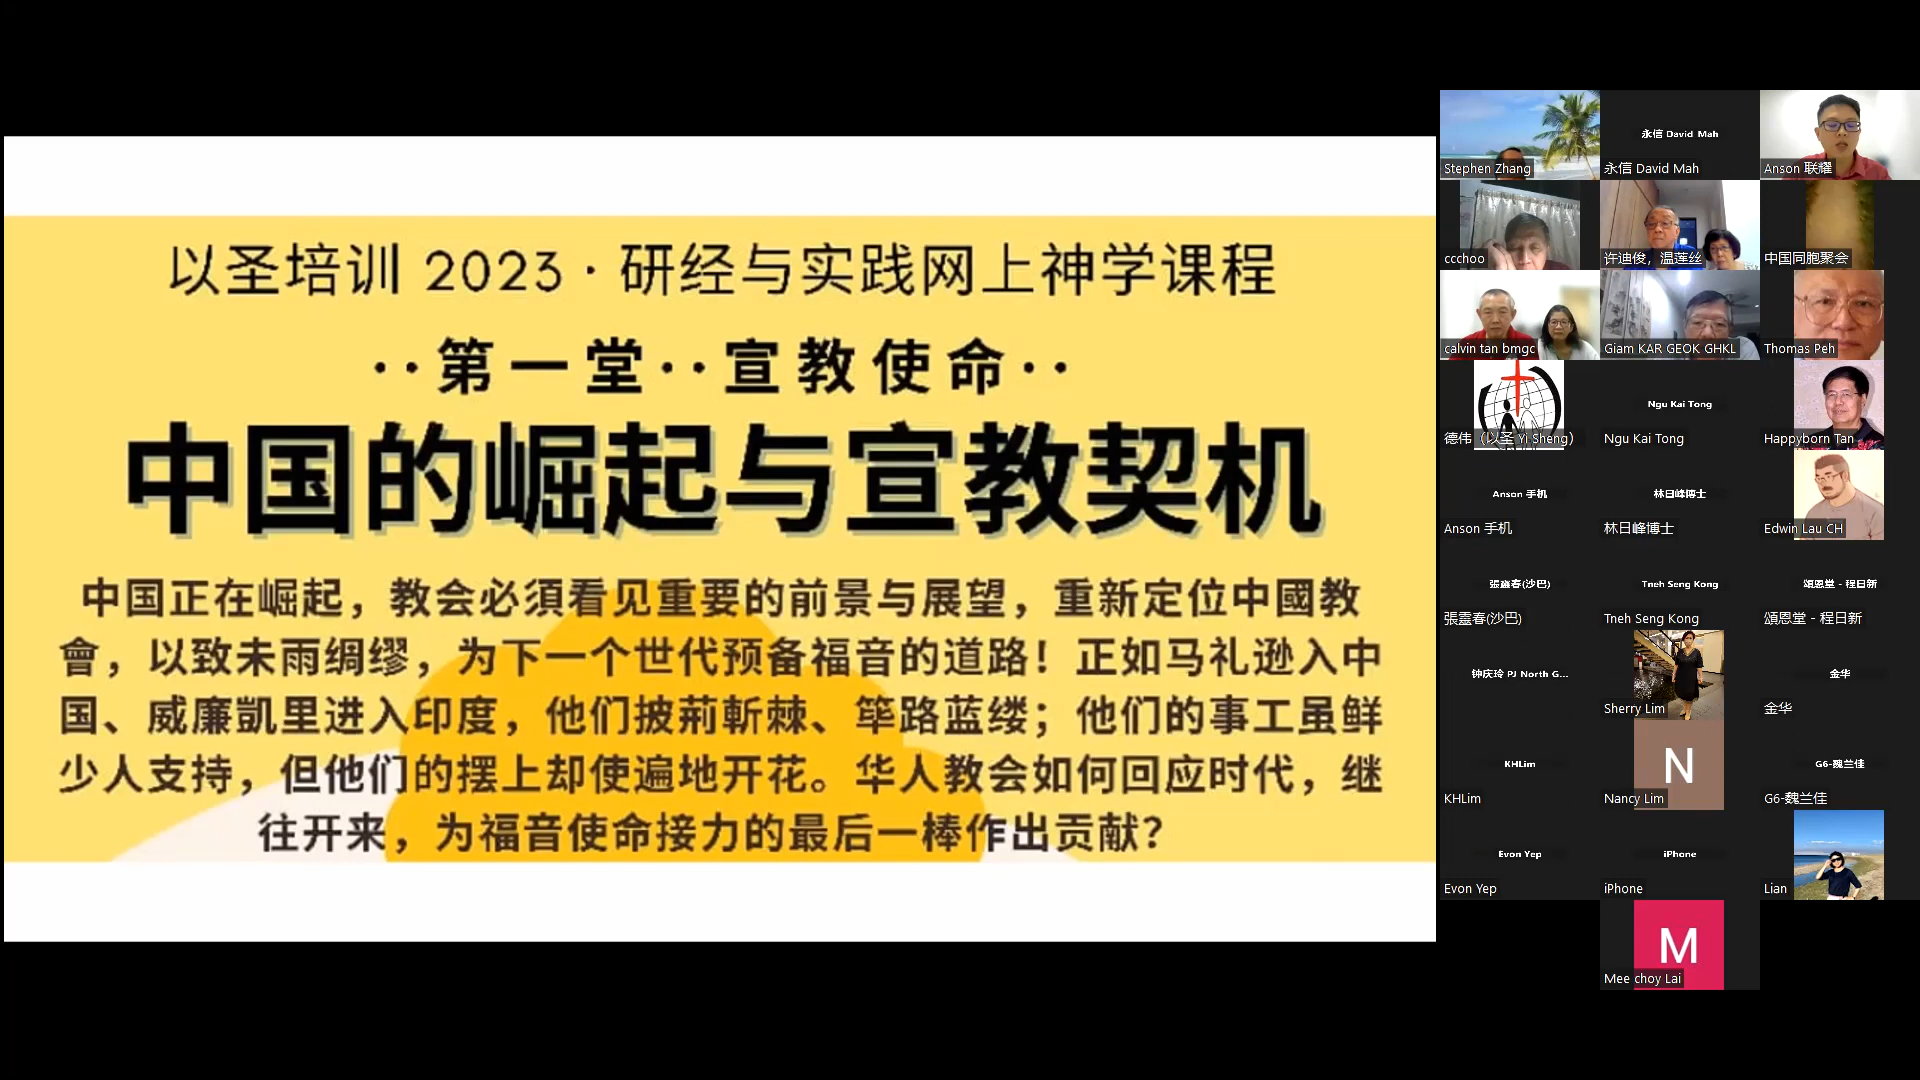 以圣培训 2023 · 研经与实践网上神学课程
··第一堂··宣教使命··
中国的崛起与宣教契机
中国正在崛起，教会必須看见重要的前景与展望，重新定位中國教
會，以致未雨绸缪，为下一个世代预备福音的道路！正如马礼逊入中
国、威廉凱里进入印度，他们披荊斬棘、筚路蓝缕；他们的事工虽鲜
少人支持，但他们的摆上却使遍地开花。华人教会如何回应时代，继
往开来，为福音使命接力的最后一棒作出贡献？
Stephen Zhang
永信 David Mah
永信 David Mah
Anson 联耀
ccchoo
许迪俊，温莲丝
中国同胞聚会
calvin tan bmgc
Giam KAR GEOK GHKL
Thomas Peh
德伟（以圣 Yi Sheng）
Ngu Kai Tong
Ngu Kai Tong
Happyborn Tan
Anson 手机
Anson 手机
林日峰博士
林日峰博士
Edwin Lau CH
張靈春(沙巴)
張靈春(沙巴)
Tneh Seng Kong
Tneh Seng Kong
頌恩堂 - 程日新
頌恩堂 - 程日新
钟庆玲 PJ North G...
Sherry Lim
金华
金华
KHLim
KHLim
N
Nancy Lim
G6-魏兰佳
G6-魏兰佳
Evon Yep
Evon Yep
iPhone
iPhone
Lian
M
Mee choy Lai